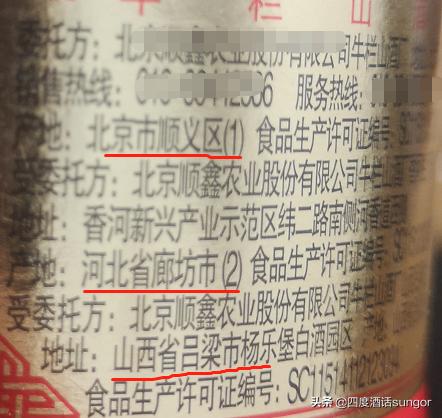 牛 栏 山
委托方: 北京顺鑫农业股份有限公司牛栏山酒
销售热线: 服务热线:
产地: 北京市顺义区(1) 食品生产许可证编号:
受委托方: 北京顺鑫农业股份有限公司牛栏山
地址: 香河新兴产业示范区纬二路南侧河香道
产地: 河北省廊坊市(2) 食品生产许可证编号:
受委托方: 北京顺鑫农业股份有限公司
地址: 山西省吕梁市杨乐堡白酒园区
食品生产许可证编号: SC115141121
头条 @四度酒话sungor